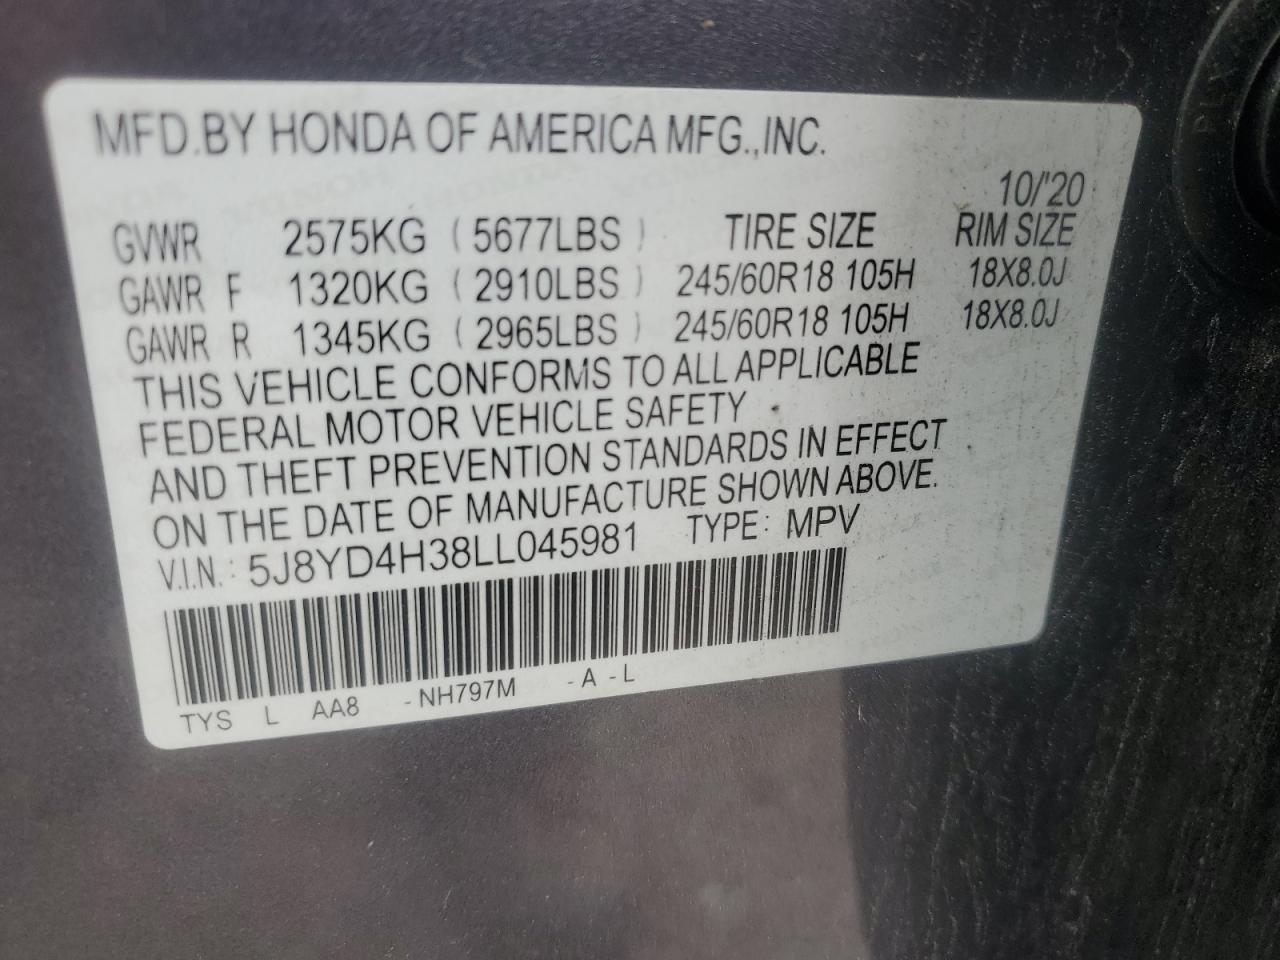 MFD.BY HONDA OF AMERICA MFG.,INC.
10/'20
GVWR 2575KG (5677LBS) TIRE SIZE RIM SIZE
GAWR F 1320KG (2910LBS) 245/60R18 105H 18X8.0J
GAWR R 1345KG (2965LBS) 245/60R18 105H 18X8.0J
THIS VEHICLE CONFORMS TO ALL APPLICABLE
FEDERAL MOTOR VEHICLE SAFETY
AND THEFT PREVENTION STANDARDS IN EFFECT
ON THE DATE OF MANUFACTURE SHOWN ABOVE.
V.I.N.: 5J8YD4H38LL045981 TYPE: MPV
TYS L AA8 -NH797M -A -L